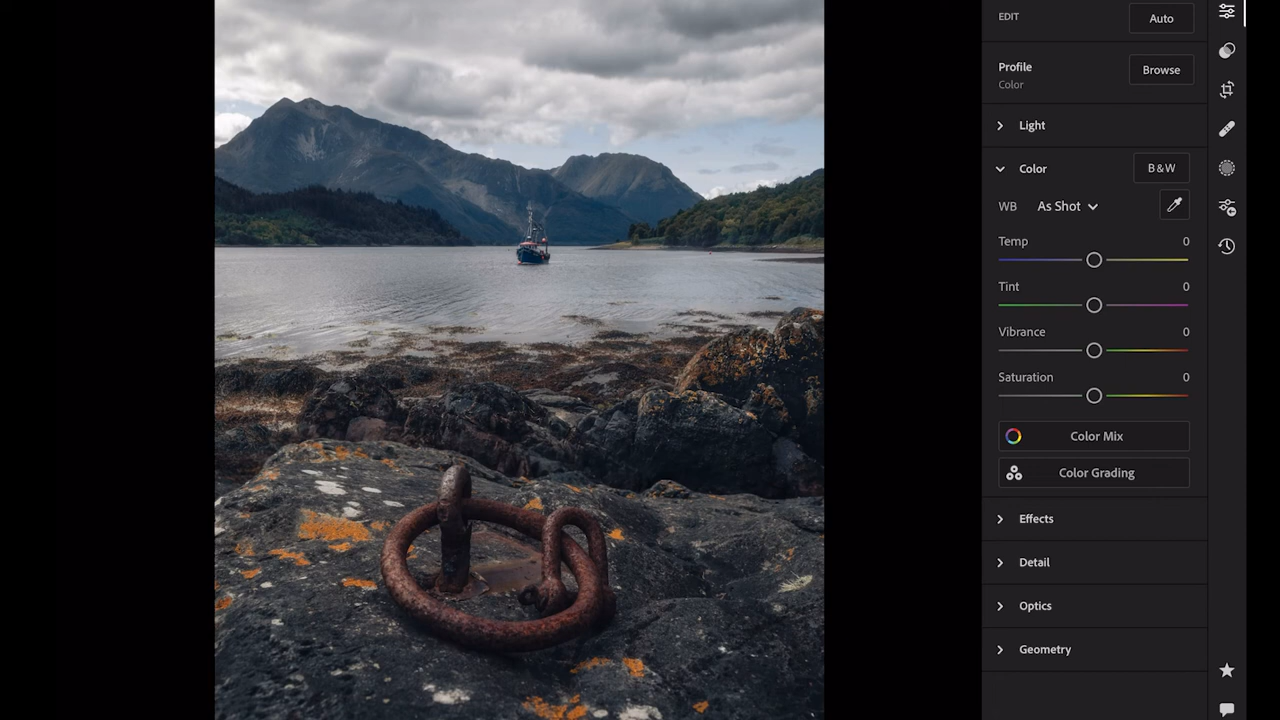 EDIT
Auto
Profile
Color
Browse
Light
Color
B&W
WB As Shot
Temp 0
Tint 0
Vibrance 0
Saturation 0
Color Mix
Color Grading
Effects
Detail
Optics
Geometry